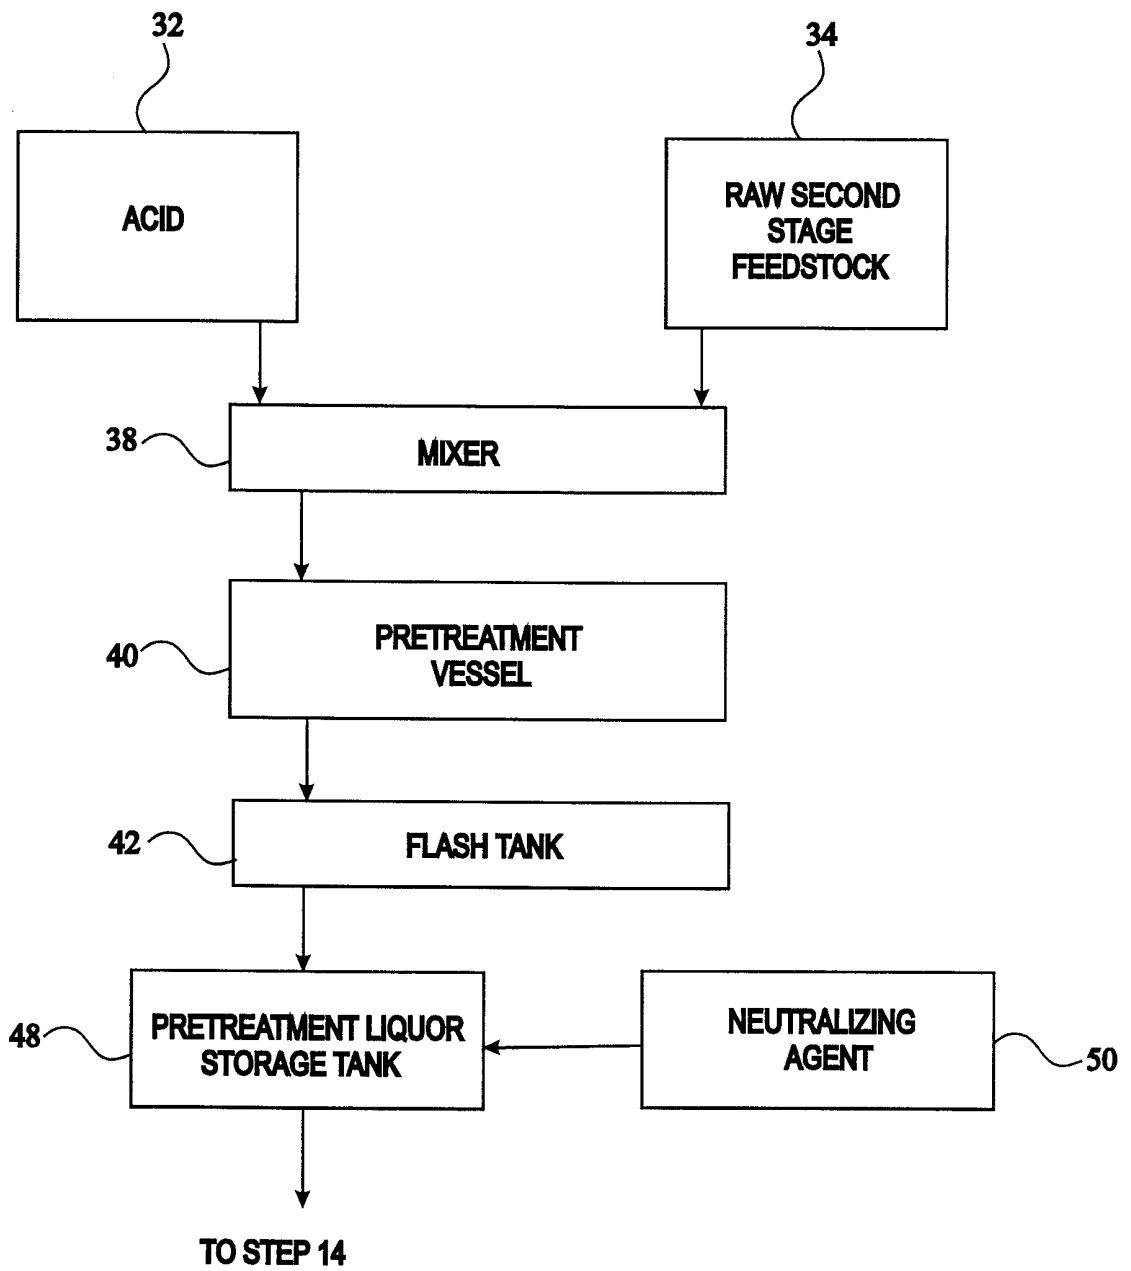 32
34
ACID
RAW SECOND
STAGE
FEEDSTOCK
38
MIXER
40
PRETREATMENT
VESSEL
42
FLASH TANK
48
PRETREATMENT LIQUOR
STORAGE TANK
NEUTRALIZING
AGENT
50
TO STEP 14